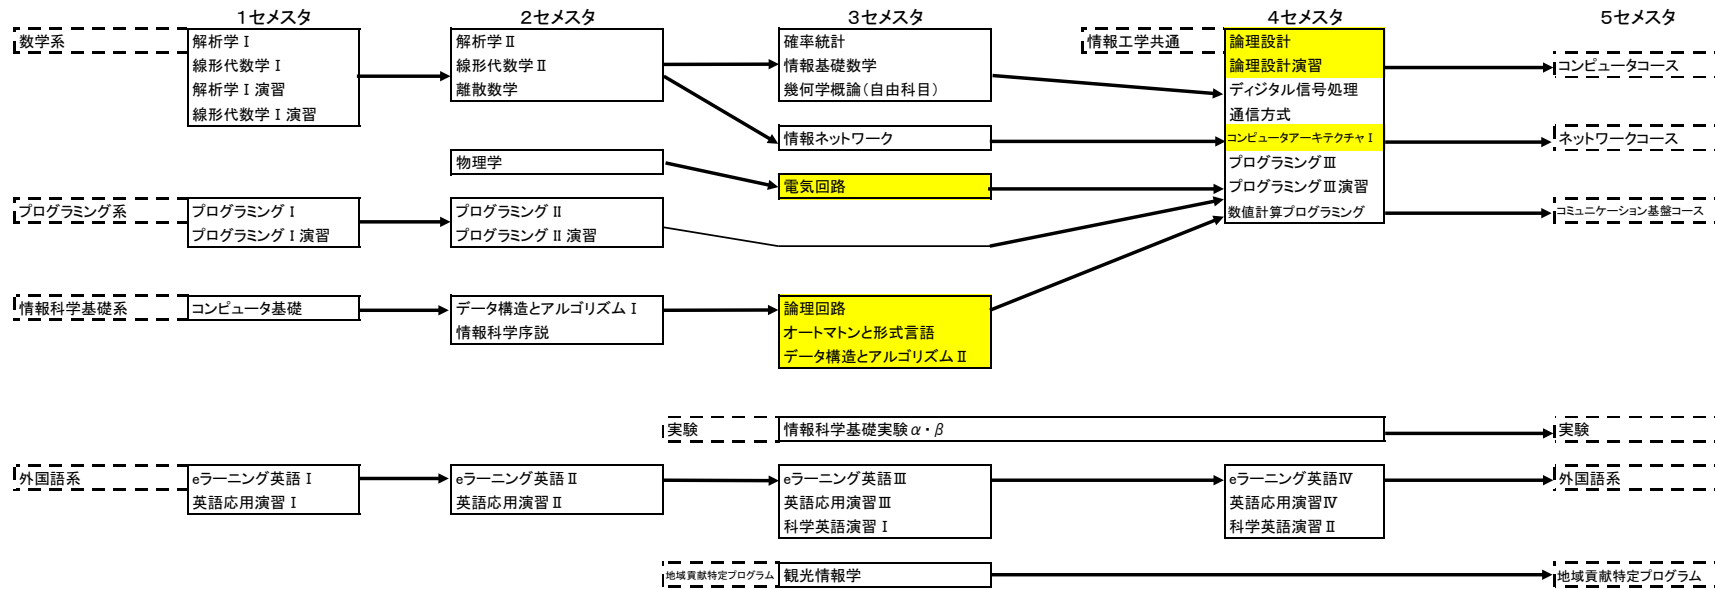 1セメスタ
2セメスタ
3セメスタ
4セメスタ
5セメスタ
数学系
解析学Ⅰ
線形代数学Ⅰ
解析学Ⅰ演習
線形代数学Ⅰ演習
解析学Ⅱ
線形代数学Ⅱ
離散数学
確率統計
情報基礎数学
幾何学概論(自由科目)
情報工学共通
論理設計
論理設計演習
ディジタル信号処理
通信方式
コンピュータアーキテクチャⅠ
プログラミングⅢ
プログラミングⅢ演習
数値計算プログラミング
コンピュータコース
情報ネットワーク
ネットワークコース
物理学
電気回路
プログラミング系
プログラミングⅠ
プログラミングⅠ演習
プログラミングⅡ
プログラミングⅡ演習
コミュニケーション基盤コース
情報科学基礎系
コンピュータ基礎
データ構造とアルゴリズムⅠ
情報科学序説
論理回路
オートマトンと形式言語
データ構造とアルゴリズムⅡ
実験
情報科学基礎実験α・β
実験
外国語系
eラーニング英語Ⅰ
英語応用演習Ⅰ
eラーニング英語Ⅱ
英語応用演習Ⅱ
eラーニング英語Ⅲ
英語応用演習Ⅲ
科学英語演習Ⅰ
eラーニング英語Ⅳ
英語応用演習Ⅳ
科学英語演習Ⅱ
外国語系
地域貢献特定プログラム
観光情報学
地域貢献特定プログラム